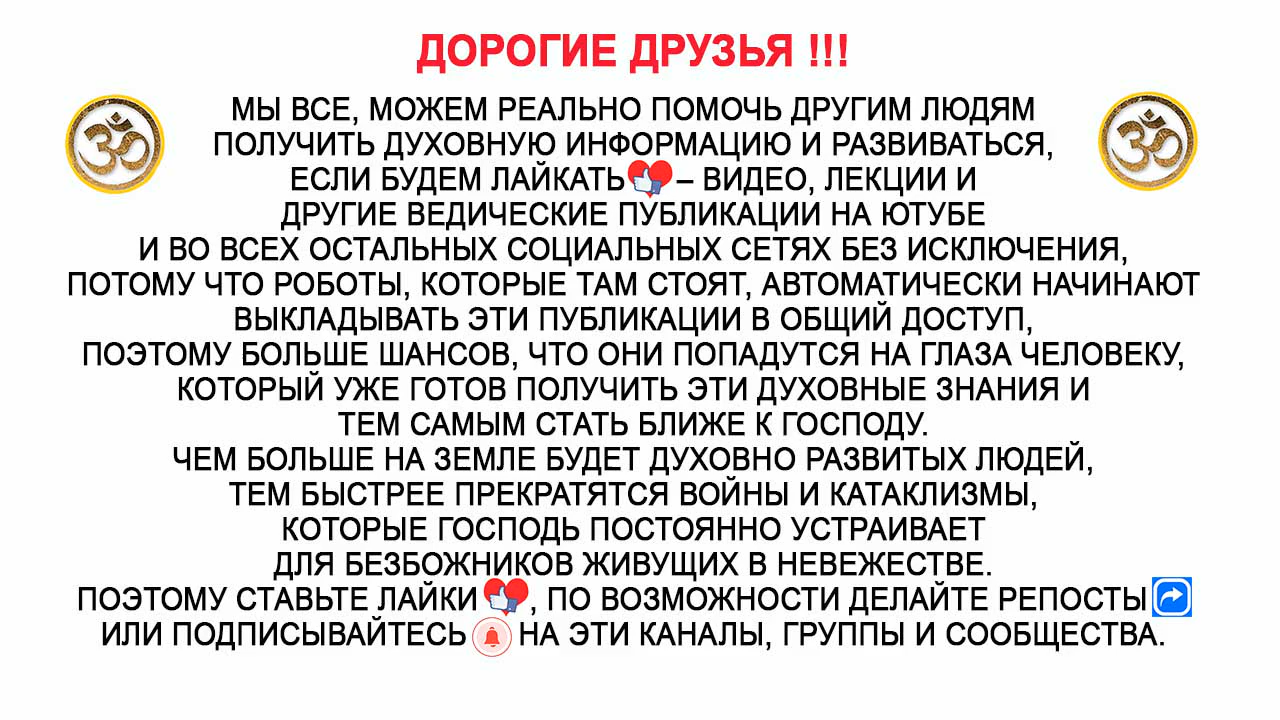 ДОРОГИЕ ДРУЗЬЯ !!!
МЫ ВСЕ, МОЖЕМ РЕАЛЬНО ПОМОЧЬ ДРУГИМ ЛЮДЯМ
ПОЛУЧИТЬ ДУХОВНУЮ ИНФОРМАЦИЮ И РАЗВИВАТЬСЯ,
ЕСЛИ БУДЕМ ЛАЙКАТЬ – ВИДЕО, ЛЕКЦИИ И
ДРУГИЕ ВЕДИЧЕСКИЕ ПУБЛИКАЦИИ НА ЮТУБЕ
И ВО ВСЕХ ОСТАЛЬНЫХ СОЦИАЛЬНЫХ СЕТЯХ БЕЗ ИСКЛЮЧЕНИЯ,
ПОТОМУ ЧТО РОБОТЫ, КОТОРЫЕ ТАМ СТОЯТ, АВТОМАТИЧЕСКИ НАЧИНАЮТ
ВЫКЛАДЫВАТЬ ЭТИ ПУБЛИКАЦИИ В ОБЩИЙ ДОСТУП,
ПОЭТОМУ БОЛЬШЕ ШАНСОВ, ЧТО ОНИ ПОПАДУТСЯ НА ГЛАЗА ЧЕЛОВЕКУ,
КОТОРЫЙ УЖЕ ГОТОВ ПОЛУЧИТЬ ЭТИ ДУХОВНЫЕ ЗНАНИЯ И
ТЕМ САМЫМ СТАТЬ БЛИЖЕ К ГОСПОДУ.
ЧЕМ БОЛЬШЕ НА ЗЕМЛЕ БУДЕТ ДУХОВНО РАЗВИТЫХ ЛЮДЕЙ,
ТЕМ БЫСТРЕЕ ПРЕКРАТЯТСЯ ВОЙНЫ И КАТАКЛИЗМЫ,
КОТОРЫЕ ГОСПОДЬ ПОСТОЯННО УСТРАИВАЕТ
ДЛЯ БЕЗБОЖНИКОВ ЖИВУЩИХ В НЕВЕЖЕСТВЕ.
ПОЭТОМУ СТАВЬТЕ ЛАЙКИ , ПО ВОЗМОЖНОСТИ ДЕЛАЙТЕ РЕПОСТЫ
ИЛИ ПОДПИСЫВАЙТЕСЬ НА ЭТИ КАНАЛЫ, ГРУППЫ И СООБЩЕСТВА.
ॐ
ॐ